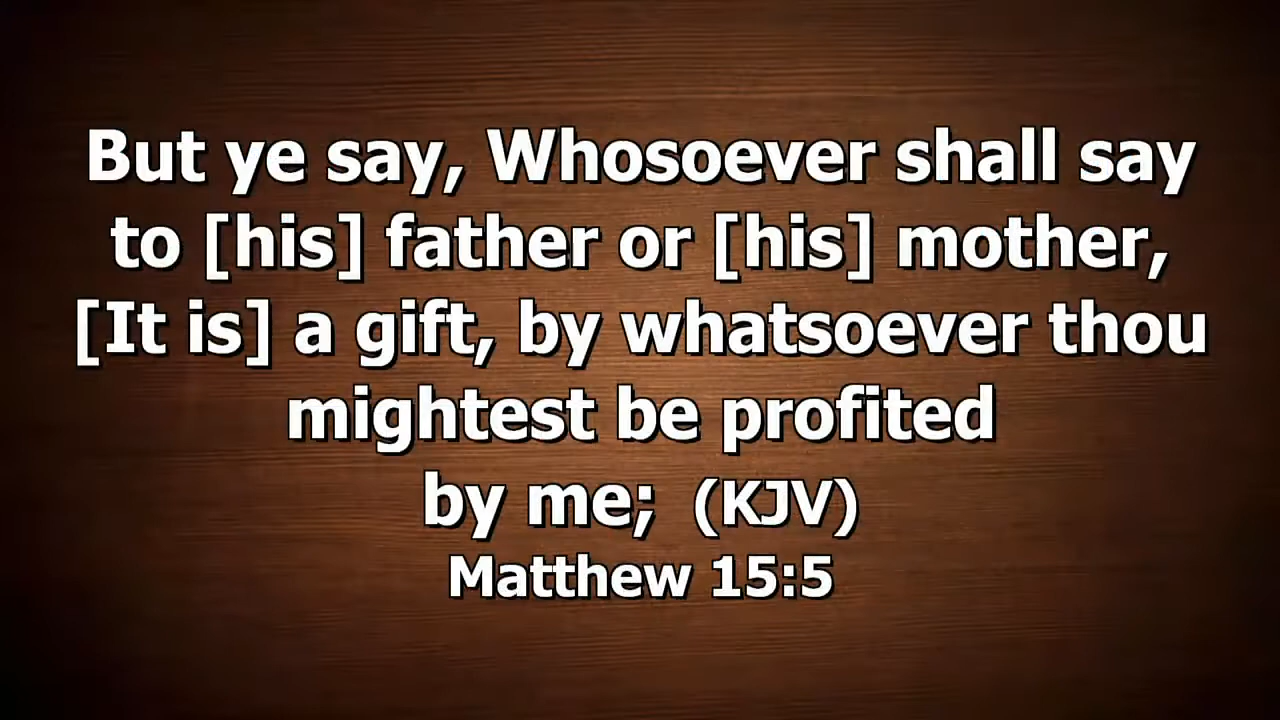 But ye say, Whosoever shall say
to [his] father or [his] mother,
[It is] a gift, by whatsoever thou
mightest be profited
by me; (KJV)
Matthew 15:5